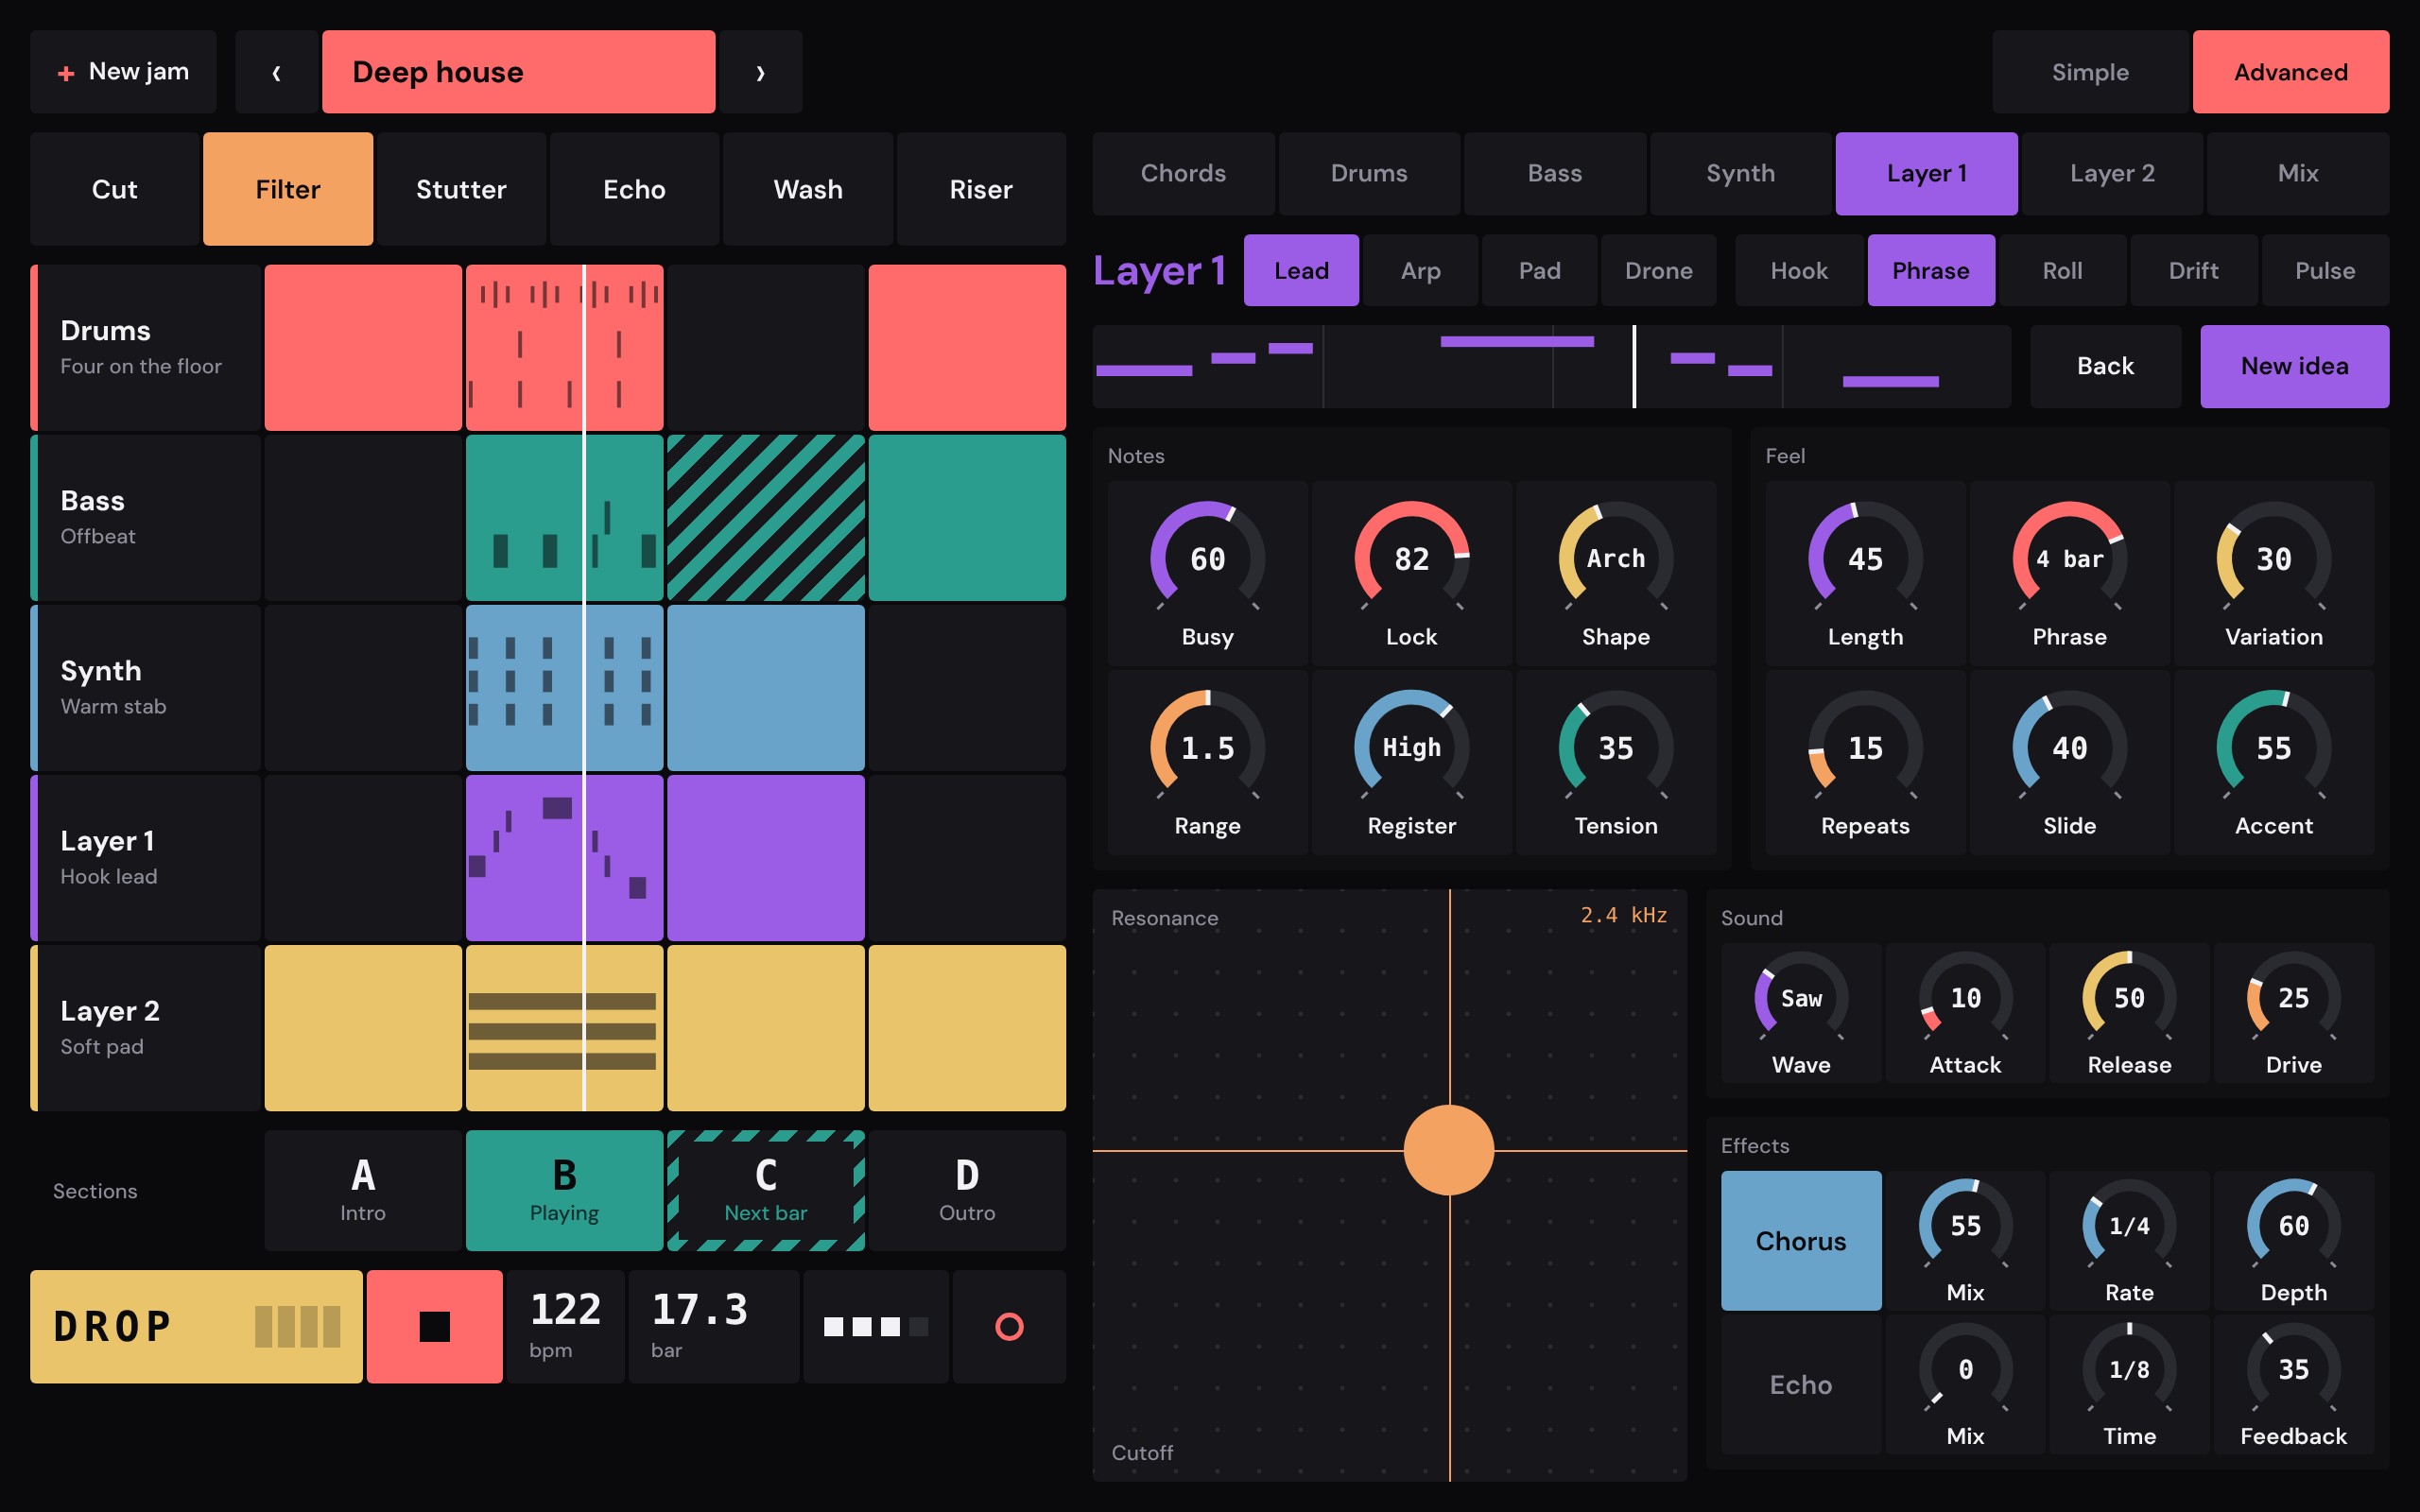 + New jam
‹
Deep house
›
Simple
Advanced
Cut
Filter
Stutter
Echo
Wash
Riser
Chords
Drums
Bass
Synth
Layer 1
Layer 2
Mix
Layer 1
Lead
Arp
Pad
Drone
Hook
Phrase
Roll
Drift
Pulse
Back
New idea
Drums
Four on the floor
Bass
Offbeat
Synth
Warm stab
Layer 1
Hook lead
Layer 2
Soft pad
Sections
A
Intro
B
Playing
C
Next bar
D
Outro
DROP
122
bpm
17.3
bar
Notes
60
Busy
82
Lock
Arch
Shape
1.5
Range
High
Register
35
Tension
Feel
45
Length
4 bar
Phrase
30
Variation
15
Repeats
40
Slide
55
Accent
Resonance
2.4 kHz
Cutoff
Sound
Saw
Wave
10
Attack
50
Release
25
Drive
Effects
Chorus
55
Mix
1/4
Rate
60
Depth
Echo
0
Mix
1/8
Time
35
Feedback